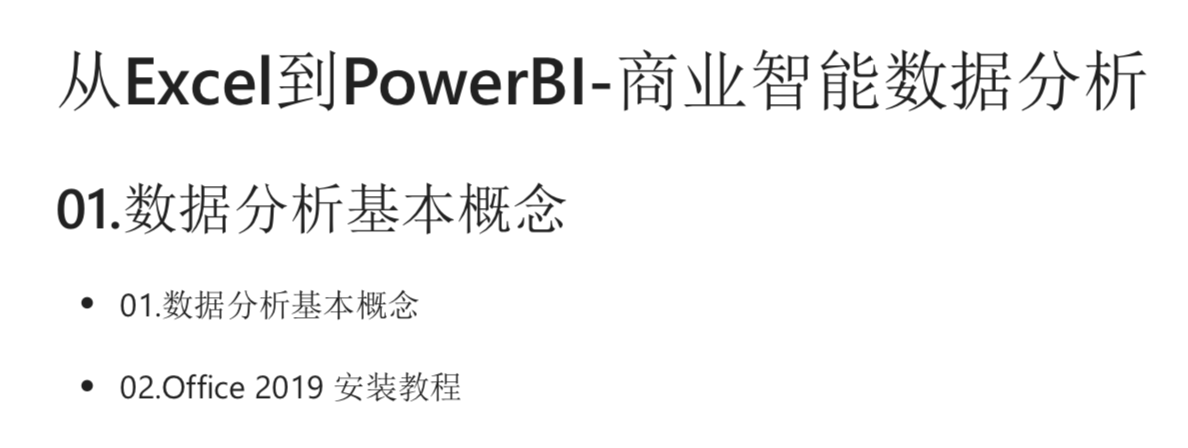 从Excel到PowerBI-商业智能数据分析
01.数据分析基本概念
• 01.数据分析基本概念
• 02.Office 2019 安装教程